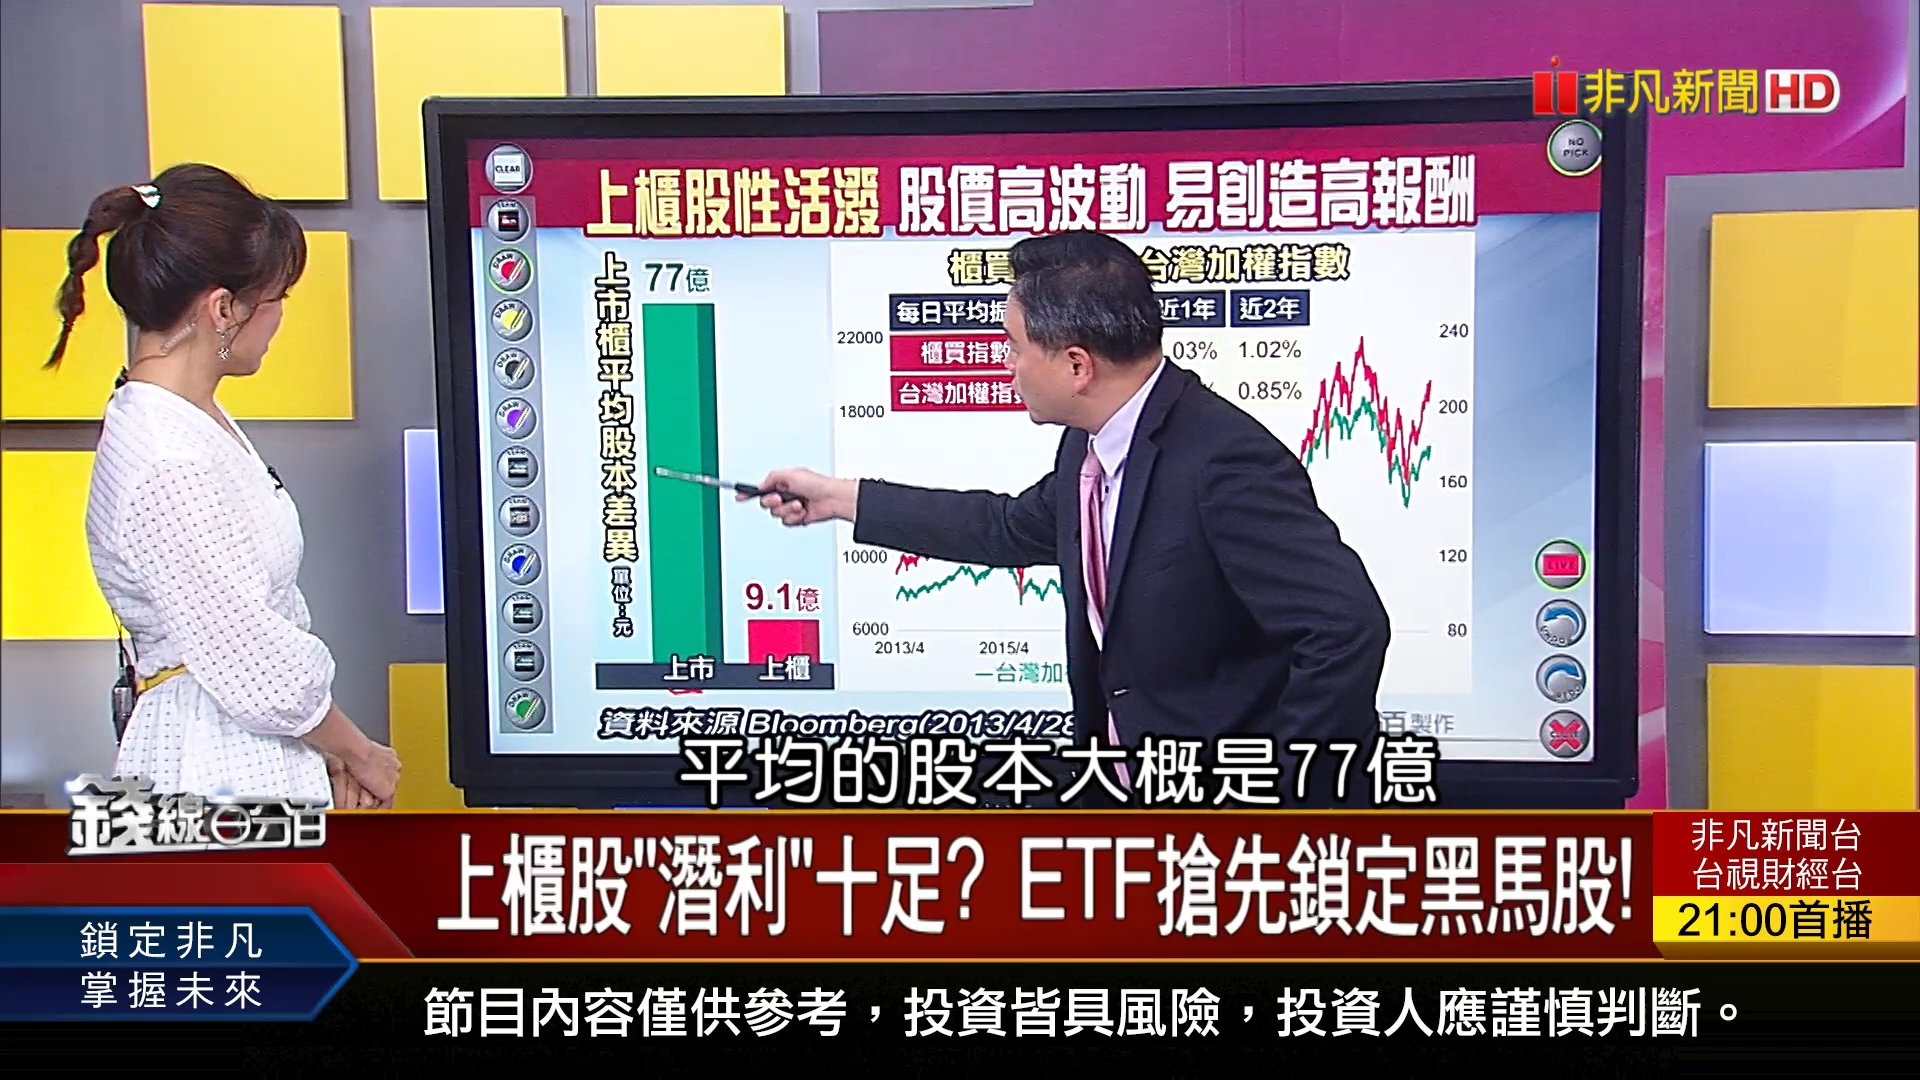 非凡新聞HD
NO PICK
CLEAR
上櫃股性活潑 股價高波動 易創造高報酬
上市櫃平均股本差異
單位:元
77億
9.1億
上市 上櫃
櫃買 台灣加權指數
每日平均振 近1年 近2年
櫃買指數 03% 1.02%
台灣加權指 0.85%
22000
18000
10000
6000
240
200
160
120
80
2013/4 2015/4
—台灣加
資料來源 Bloomberg(2013/4/28
百製作
LIVE
平均的股本大概是77億
錢線百分百
上櫃股"潛利"十足? ETF搶先鎖定黑馬股!
非凡新聞台
台視財經台
21:00首播
鎖定非凡
掌握未來
節目內容僅供參考，投資皆具風險，投資人應謹慎判斷。